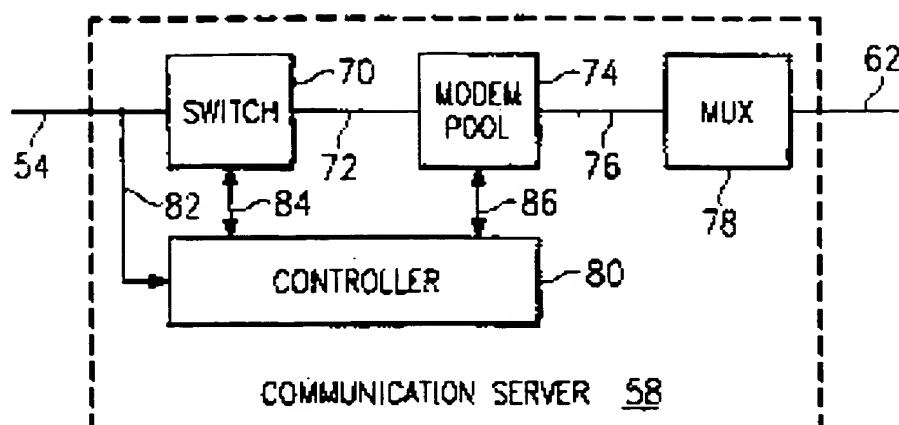 70
74
62
SWITCH
MODEM
POOL
MUX
54
72
76
78
82
84
86
CONTROLLER
80
COMMUNICATION SERVER 58